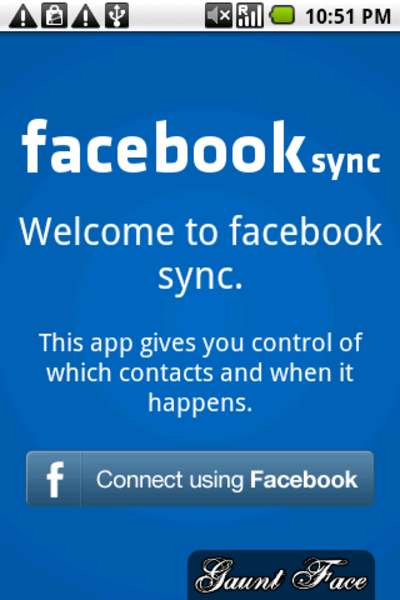 10:51 PM
facebook sync
Welcome to facebook
sync.
This app gives you control of
which contacts and when it
happens.
f Connect using Facebook
Gaunt Face